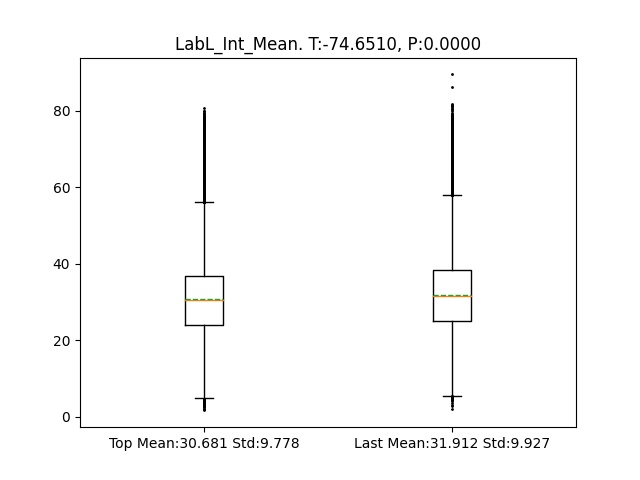 LabL_Int_Mean. T:-74.6510, P:0.0000
80
60
40
20
0
Top Mean:30.681 Std:9.778
Last Mean:31.912 Std:9.927